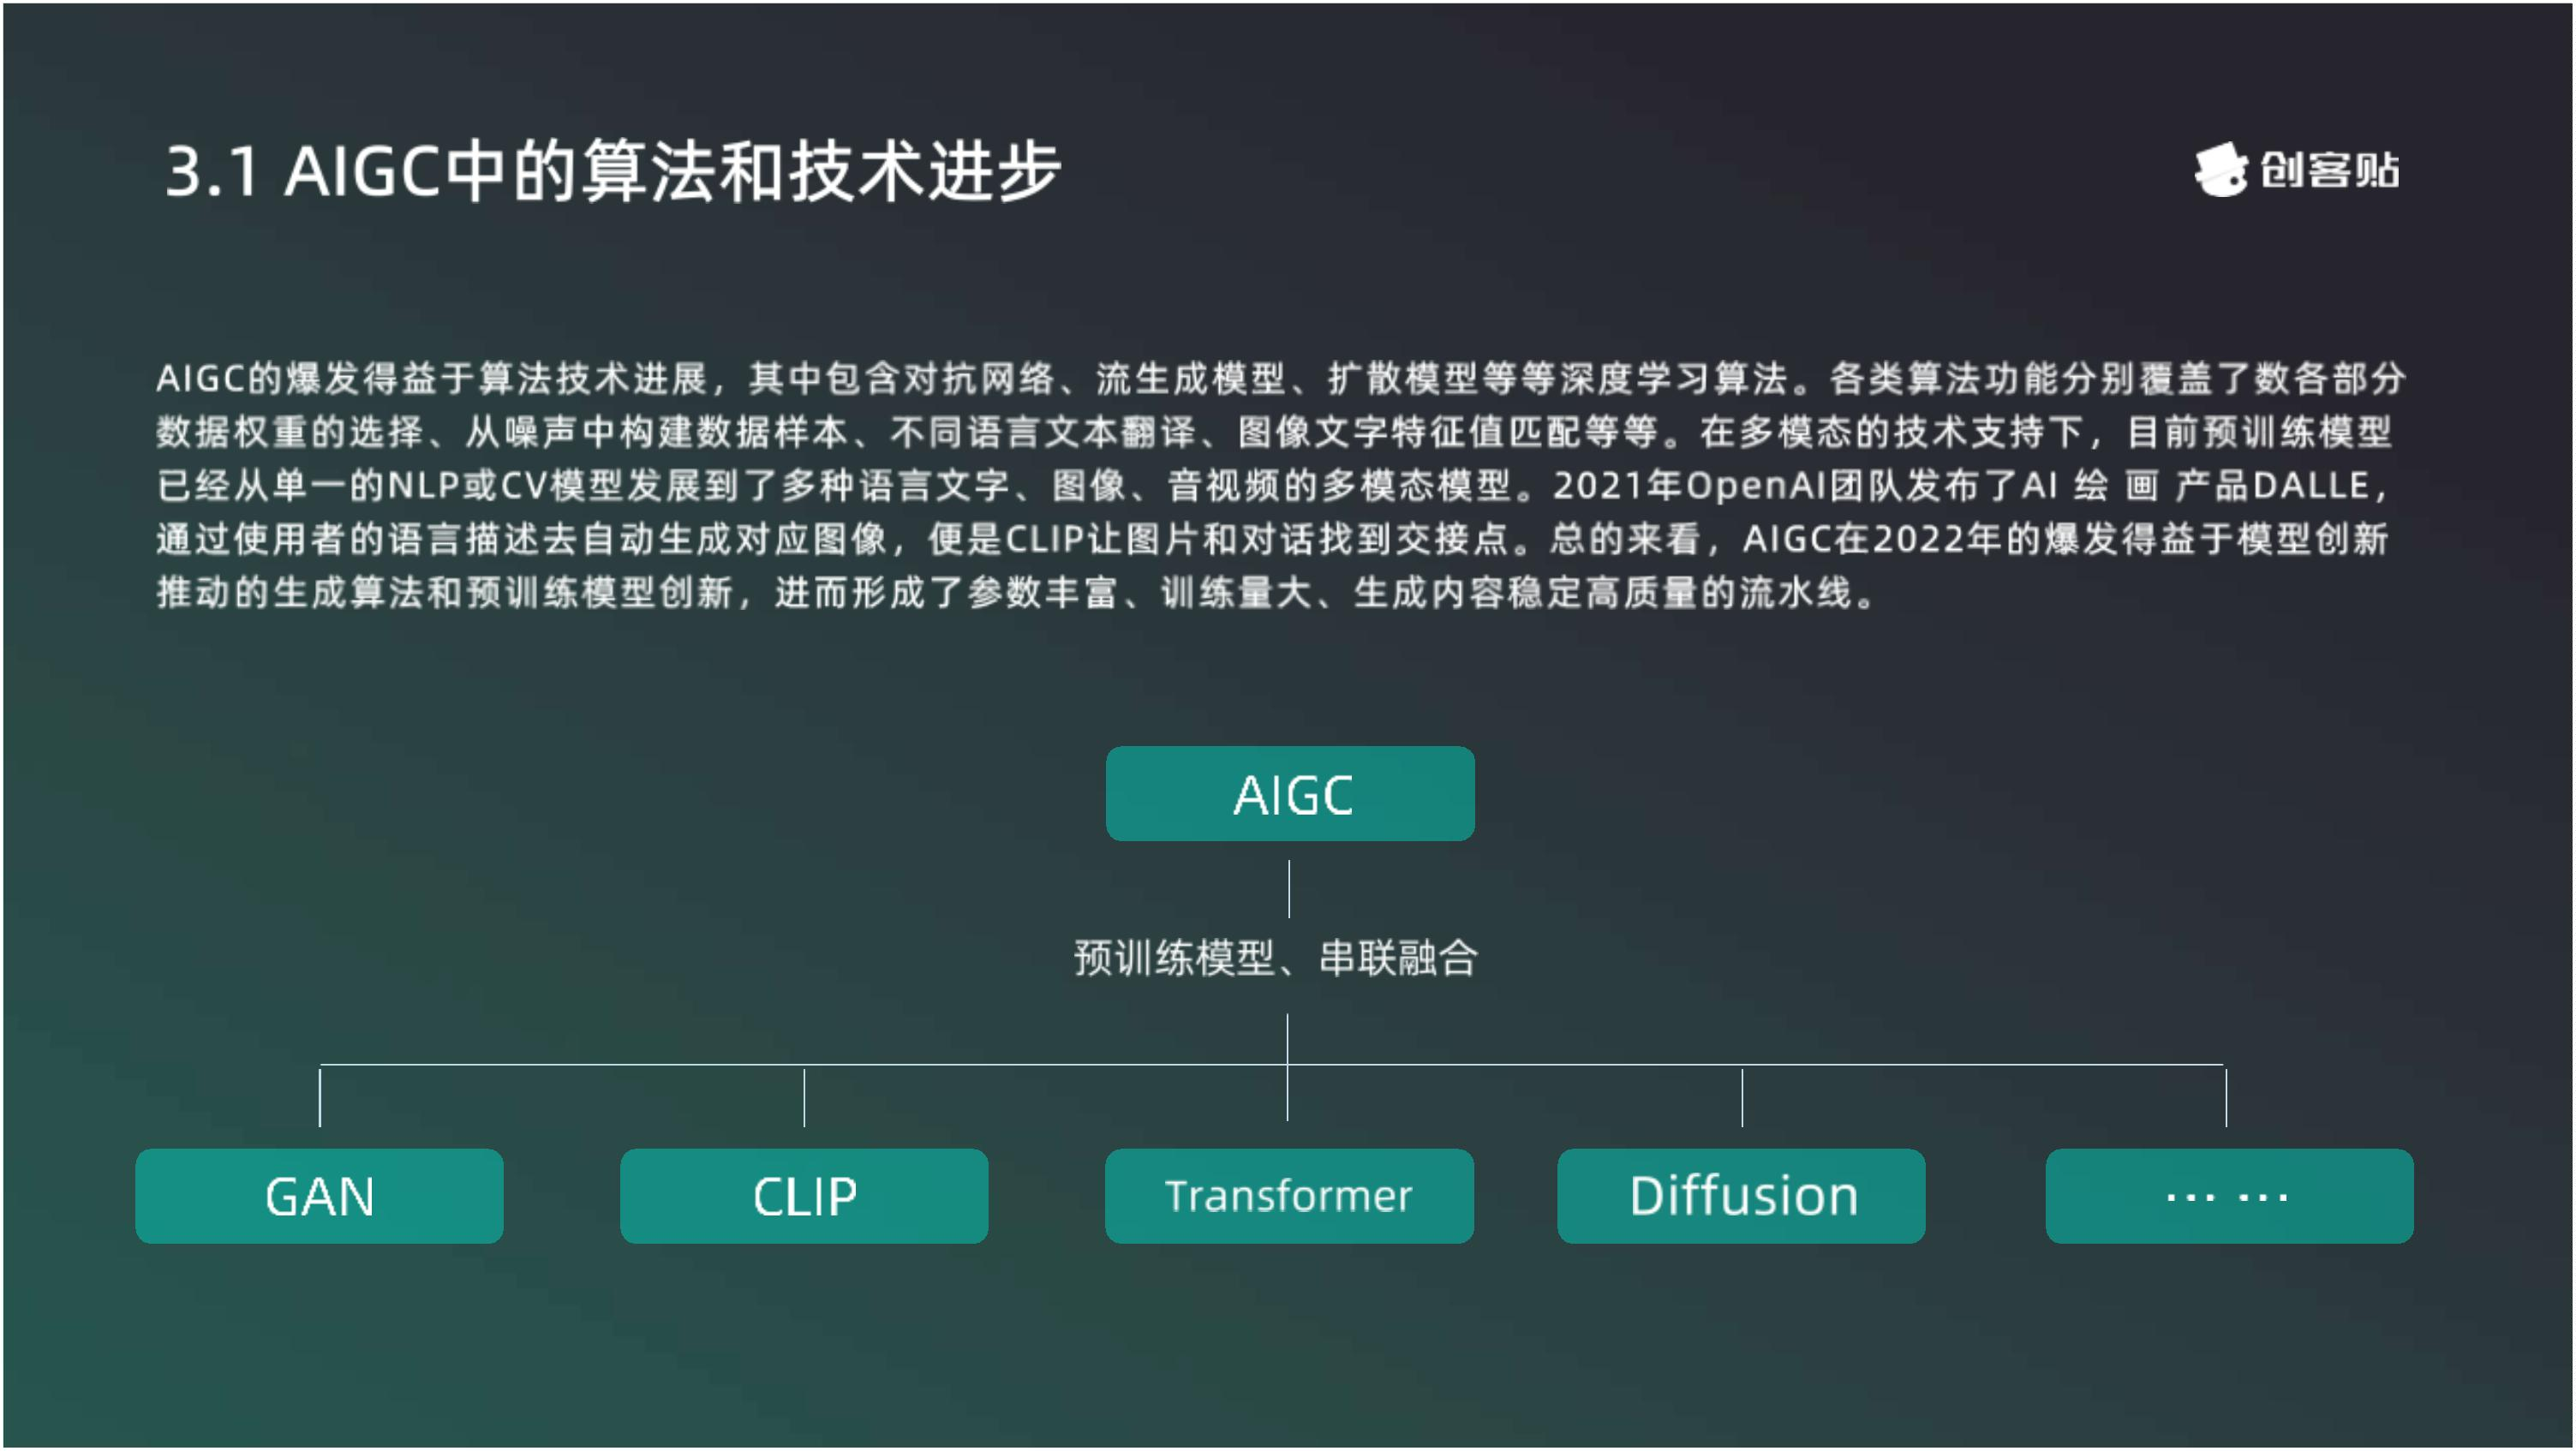 3.1 AIGC中的算法和技术进步
创客贴
AIGC的爆发得益于算法技术进展，其中包含对抗网络、流生成模型、扩散模型等等深度学习算法。各类算法功能分别覆盖了数各部分
数据权重的选择、从噪声中构建数据样本、不同语言文本翻译、图像文字特征值匹配等等。在多模态的技术支持下，目前预训练模型
已经从单一的NLP或CV模型发展到了多种语言文字、图像、音视频的多模态模型。2021年OpenAI团队发布了AI 绘 画 产品DALLE，
通过使用者的语言描述去自动生成对应图像，便是CLIP让图片和对话找到交接点。总的来看，AIGC在2022年的爆发得益于模型创新
推动的生成算法和预训练模型创新，进而形成了参数丰富、训练量大、生成内容稳定高质量的流水线。
AIGC
预训练模型、串联融合
GAN
CLIP
Transformer
Diffusion
... ...